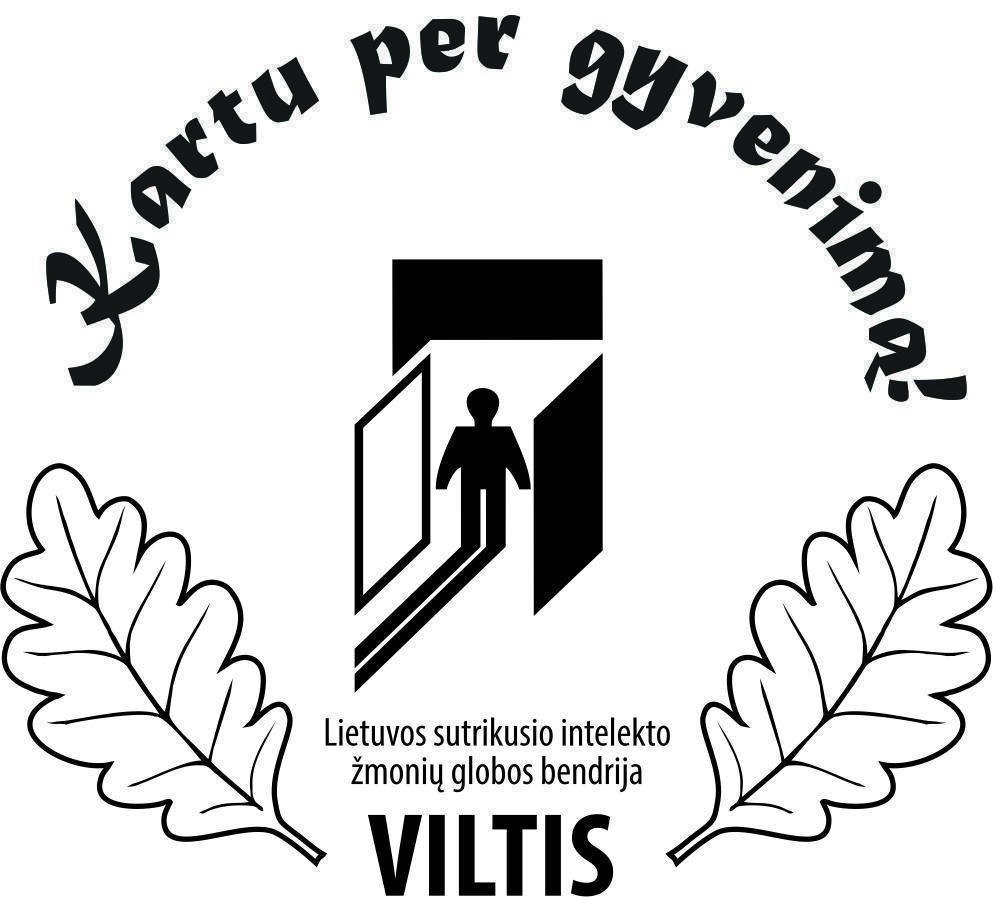 Kartu per gyvenimą!
Lietuvos sutrikusio intelekto
žmonių globos bendrija
VILTIS